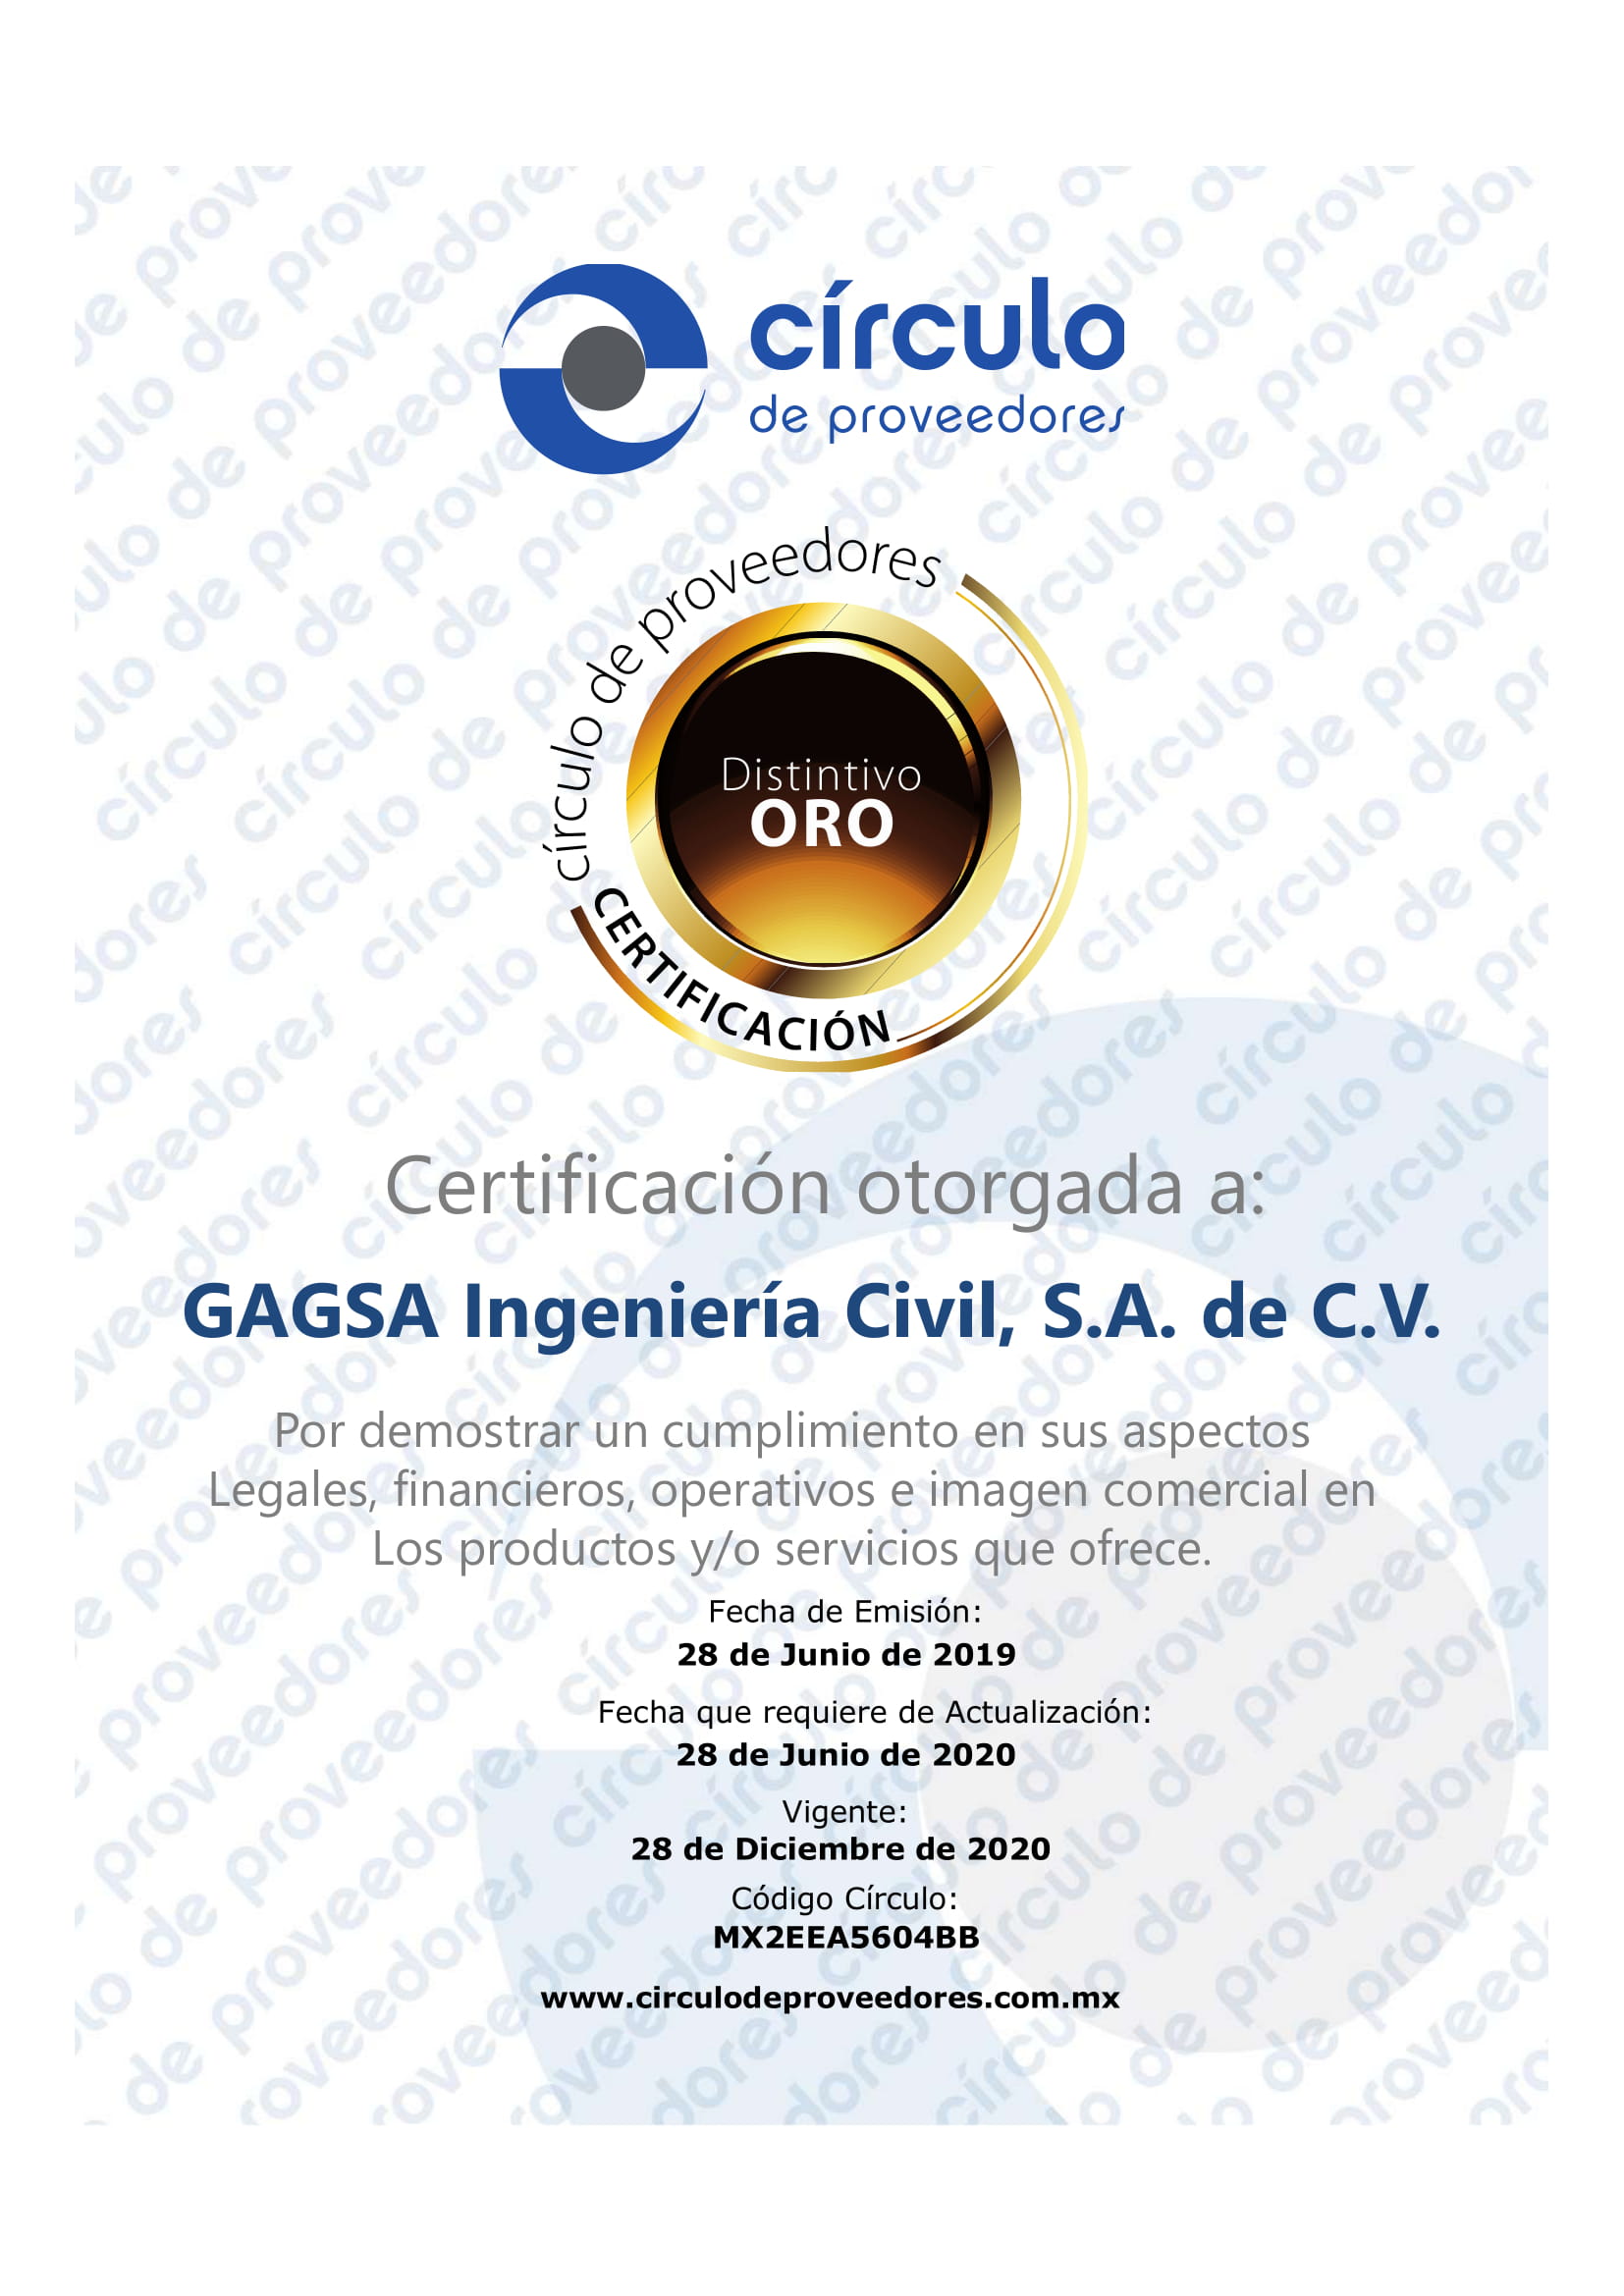 círculo
de proveedores
círculo de proveedores
Distintivo
ORO
CERTIFICACIÓN
Certificación otorgada a:
GAGSA Ingeniería Civil, S.A. de C.V.
Por demostrar un cumplimiento en sus aspectos
Legales, financieros, operativos e imagen comercial en
Los productos y/o servicios que ofrece.
Fecha de Emisión:
28 de Junio de 2019
Fecha que requiere de Actualización:
28 de Junio de 2020
Vigente:
28 de Diciembre de 2020
Código Círculo:
MX2EEA5604BB
www.circulodeproveedores.com.mx